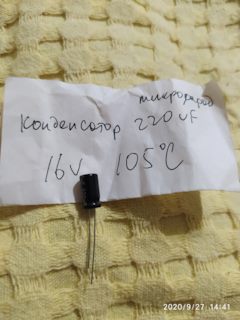 микрофарад
Конденсатор 220 uF
16v 105°C
2020/9/27 14:41